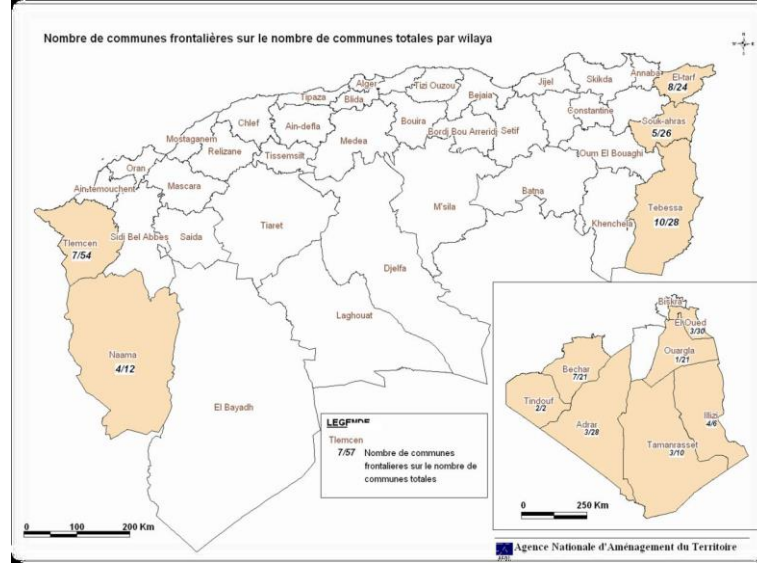 Nombre de communes frontalières sur le nombre de communes totales par wilaya
Alger
Tizi Ouzou
Jijel
Skikda
Annaba
El-tarf
8/24
Tipaza
Blida
Bejaia
Constantine
Souk-ahras
5/26
Chlef
Ain-defla
Bouira
Bordj Bou Arreridj
Setif
Mostaganem
Relizane
Medea
Tissemsilt
Oum El Bouaghi
Oran
Ain-temouchent
Mascara
Batna
Khenchela
Tebessa
10/28
M'sila
Tlemcen
7/54
Sidi Bel Abbes
Saida
Tiaret
Djelfa
Laghouat
Naama
4/12
El Bayadh
Biskra
El Oued
3/30
Ouargla
1/21
Bechar
7/21
Tindouf
2/2
Illizi
4/6
Adrar
3/28
Tamanrasset
3/10
LEGENDE
Tlemcen
7/57 Nombre de communes
frontalieres sur le nombre de
communes totales
0 100 200 Km
0 250 Km
Agence Nationale d'Aménagement du Territoire